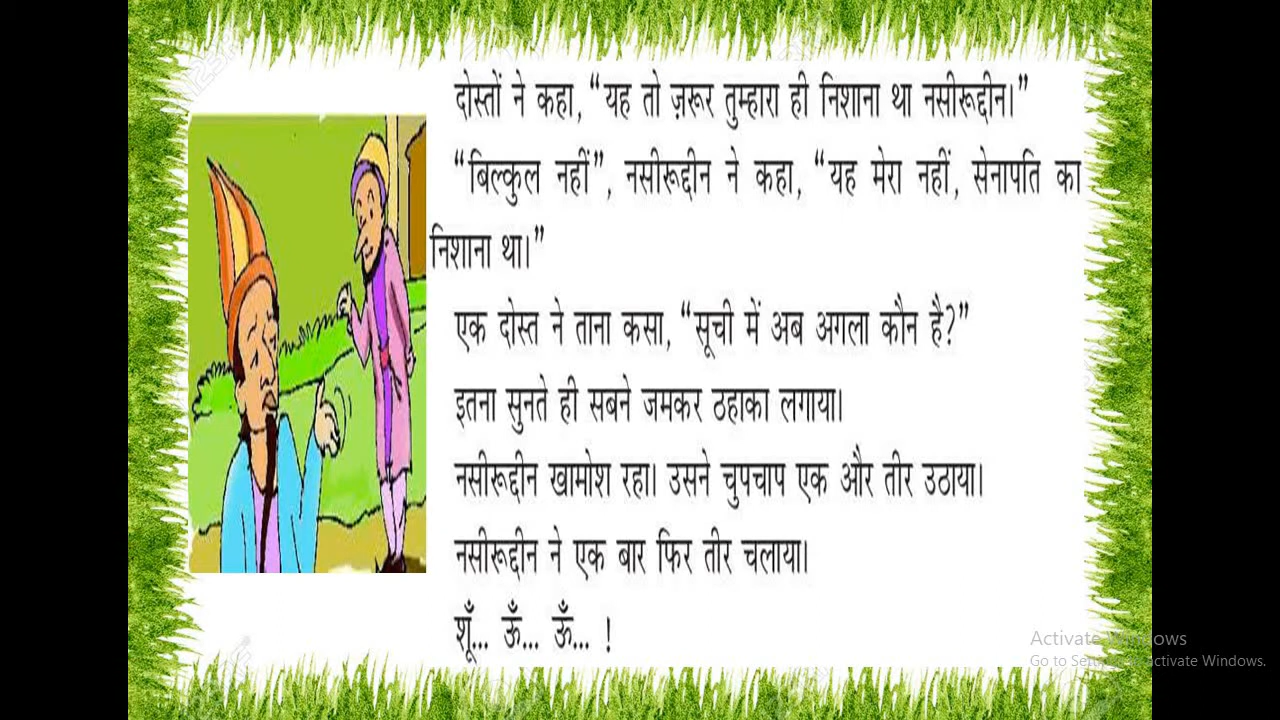 दोस्तों ने कहा, “यह तो ज़रूर तुम्हारा ही निशाना था नसीरूद्दीन।”
“बिल्कुल नहीं”, नसीरूद्दीन ने कहा, “यह मेरा नहीं, सेनापति का
निशाना था।”
एक दोस्त ने ताना कसा, “सूची में अब अगला कौन है?”
इतना सुनते ही सबने जमकर ठहाका लगाया।
नसीरूद्दीन खामोश रहा। उसने चुपचाप एक और तीर उठाया।
नसीरूद्दीन ने एक बार फिर तीर चलाया।
शूँ... ऊँ... ऊँ... !
Activate Windows
Go to Settings to activate Windows.